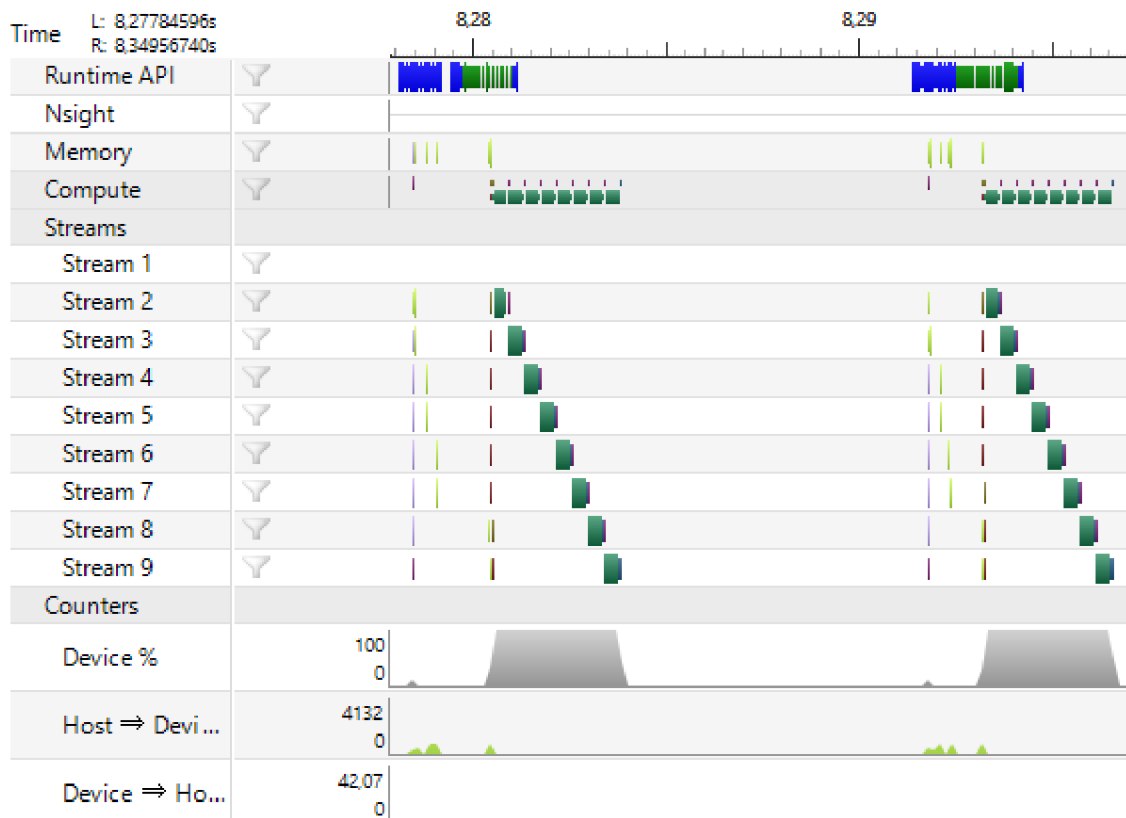 Time
L: 8,27784596s
R: 8,34956740s
8,28
8,29
Runtime API
Nsight
Memory
Compute
Streams
Stream 1
Stream 2
Stream 3
Stream 4
Stream 5
Stream 6
Stream 7
Stream 8
Stream 9
Counters
Device %
100
0
Host ⇒ Devi...
4132
0
Device ⇒ Ho...
42,07
0